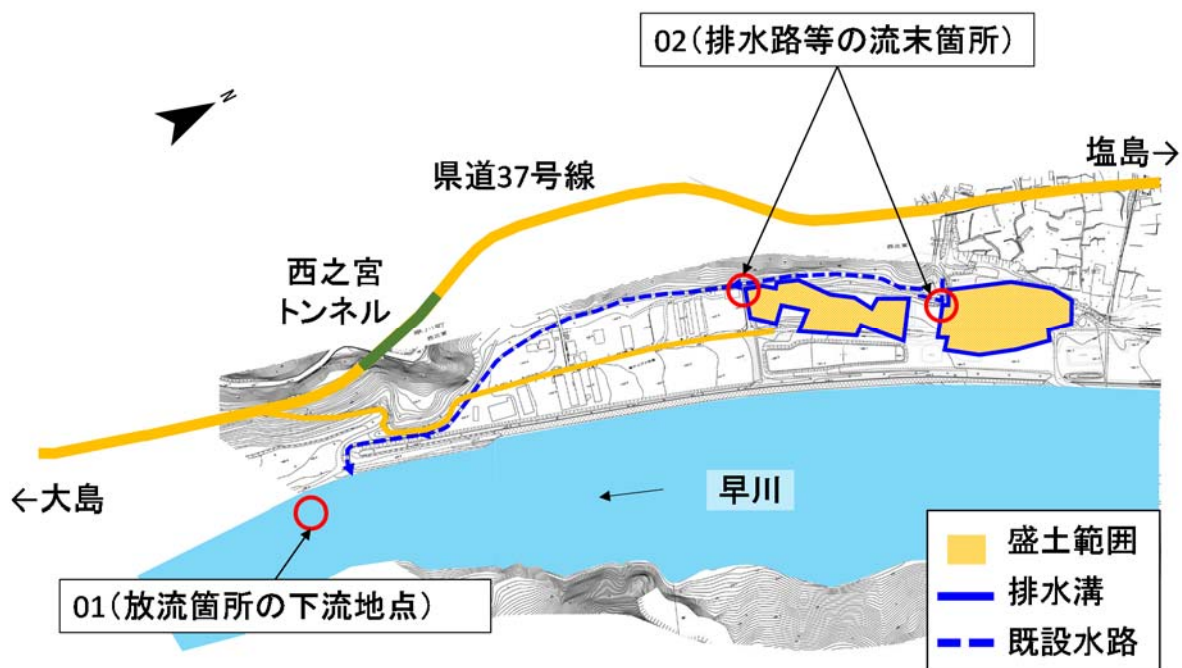 02(排水路等の流末箇所)
N
塩島→
県道37号線
西之宮
トンネル
早川
←大島
01(放流箇所の下流地点)
盛土範囲
排水溝
既設水路